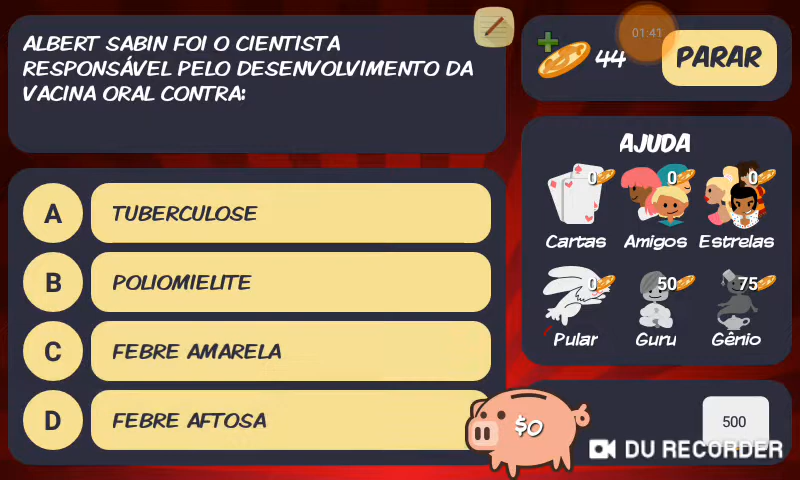 ALBERT SABIN FOI O CIENTISTA
RESPONSÁVEL PELO DESENVOLVIMENTO DA
VACINA ORAL CONTRA:
A TUBERCULOSE
B POLIOMIELITE
C FEBRE AMARELA
D FEBRE AFTOSA
44
01:41
PARAR
AJUDA
0 0 0
Cartas Amigos Estrelas
0 50 75
Pular Guru Gênio
$0
500
DU RECORDER